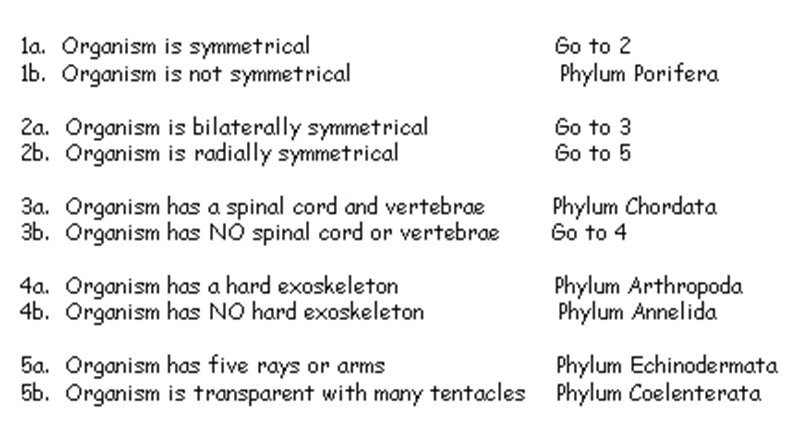 1a. Organism is symmetrical Go to 2
1b. Organism is not symmetrical Phylum Porifera
2a. Organism is bilaterally symmetrical Go to 3
2b. Organism is radially symmetrical Go to 5
3a. Organism has a spinal cord and vertebrae Phylum Chordata
3b. Organism has NO spinal cord or vertebrae Go to 4
4a. Organism has a hard exoskeleton Phylum Arthropoda
4b. Organism has NO hard exoskeleton Phylum Annelida
5a. Organism has five rays or arms Phylum Echinodermata
5b. Organism is transparent with many tentacles Phylum Coelenterata